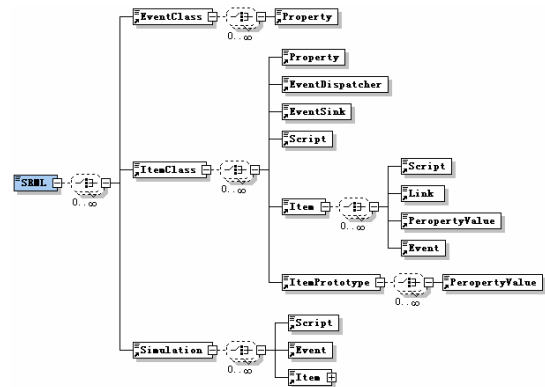 EventClass
0..∞
Property
Property
EventDispatcher
EventSink
Script
SRML
0..∞
ItemClass
0..∞
Item
0..∞
Script
Link
PeropertyValue
Event
ItemPrototype
0..∞
PeropertyValue
Simulation
0..∞
Script
Event
Item